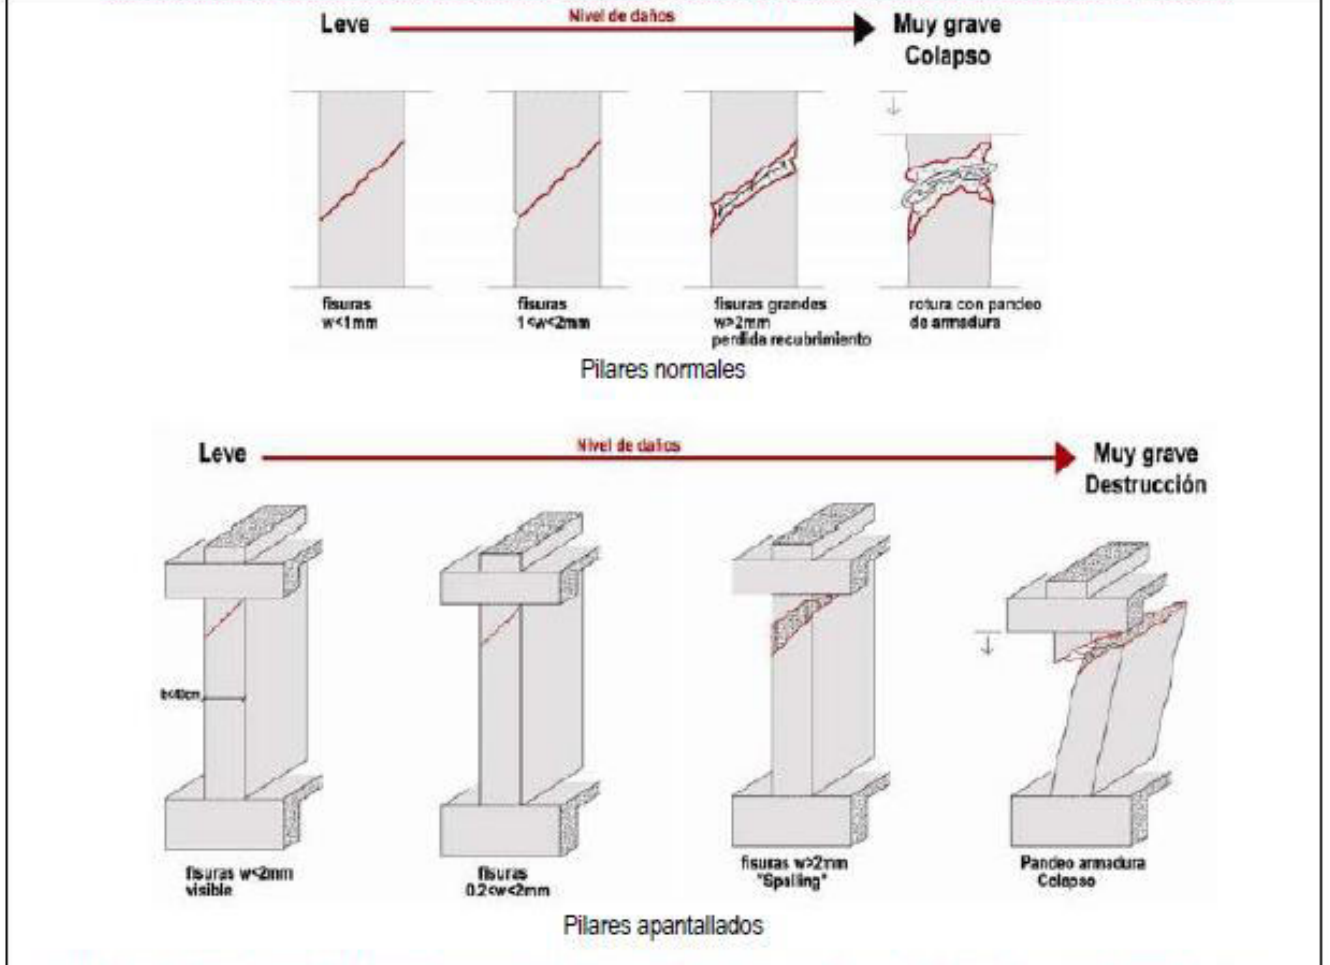 Nivel de daños
Leve
Muy grave
Colapso
fisuras
w<1mm
fisuras
1<w<2mm
fisuras grandes
w>2mm
perdida recubrimiento
rotura con pandeo
de armadura
Pilares normales
Nivel de daños
Leve
Muy grave
Destrucción
b<40cm
fisuras w<2mm
visible
fisuras
0.2<w<2mm
fisuras w>2mm
"Spalling"
Pandeo armadura
Colapso
Pilares apantallados